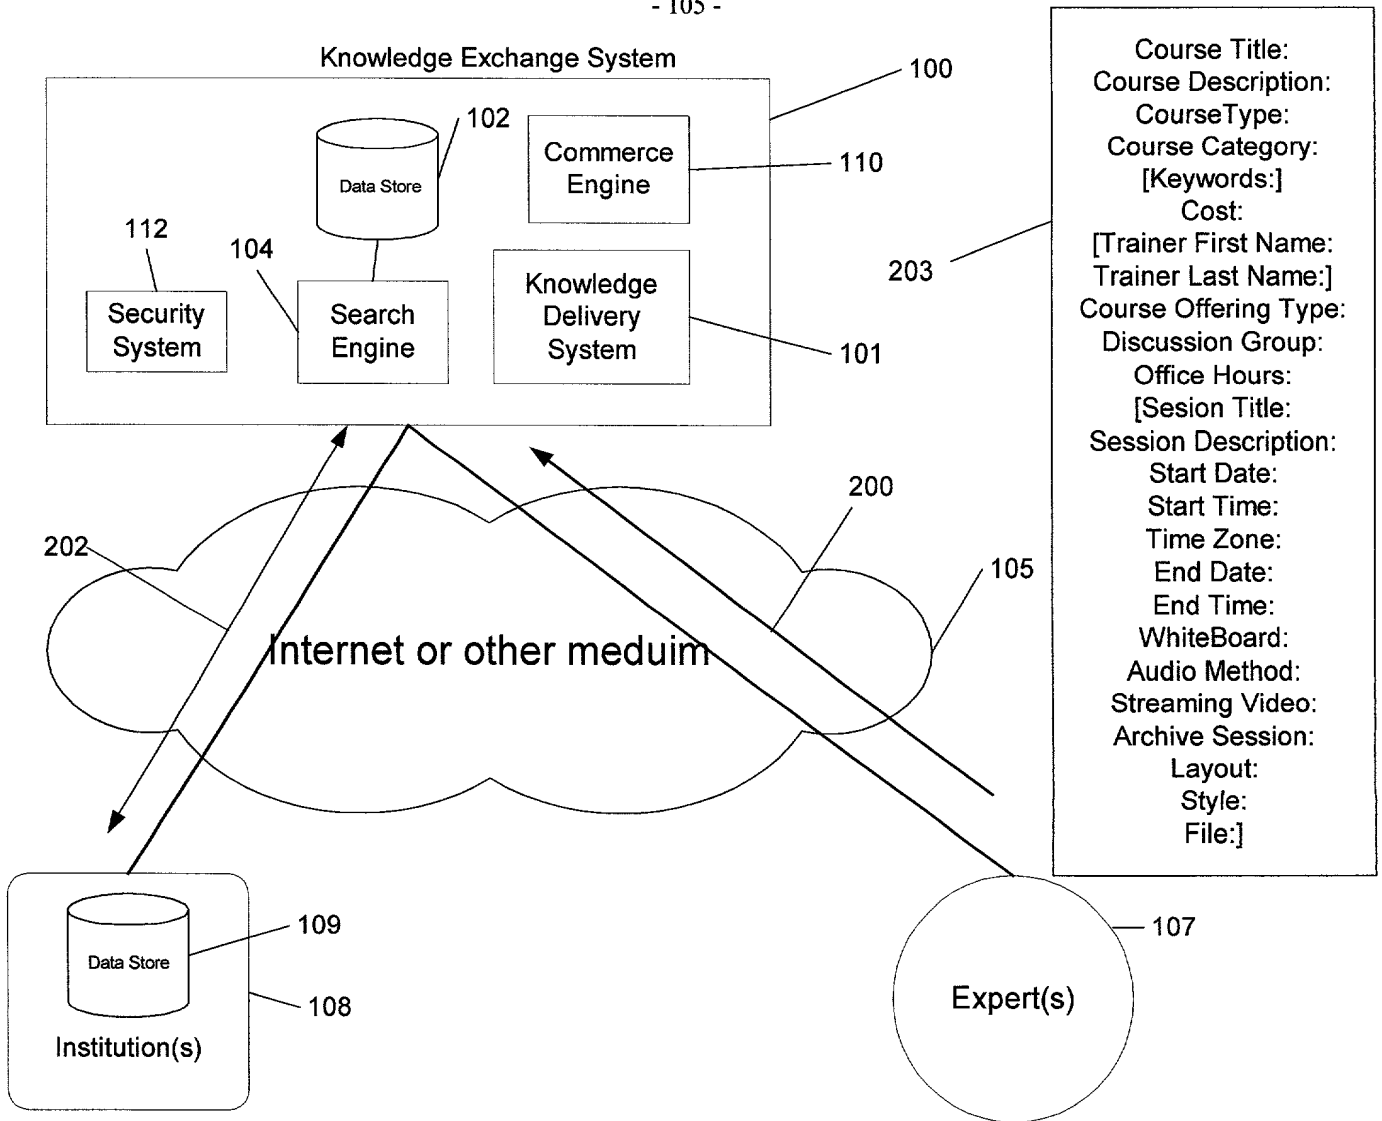 - 105 -
Knowledge Exchange System
100
102
Data Store
Commerce
Engine
110
112
104
Security
System
Search
Engine
Knowledge
Delivery
System
101
203
Course Title:
Course Description:
CourseType:
Course Category:
[Keywords:]
Cost:
[Trainer First Name:
Trainer Last Name:]
Course Offering Type:
Discussion Group:
Office Hours:
[Sesion Title:
Session Description:
Start Date:
Start Time:
Time Zone:
End Date:
End Time:
WhiteBoard:
Audio Method:
Streaming Video:
Archive Session:
Layout:
Style:
File:]
200
202
105
Internet or other meduim
109
Data Store
108
Institution(s)
107
Expert(s)